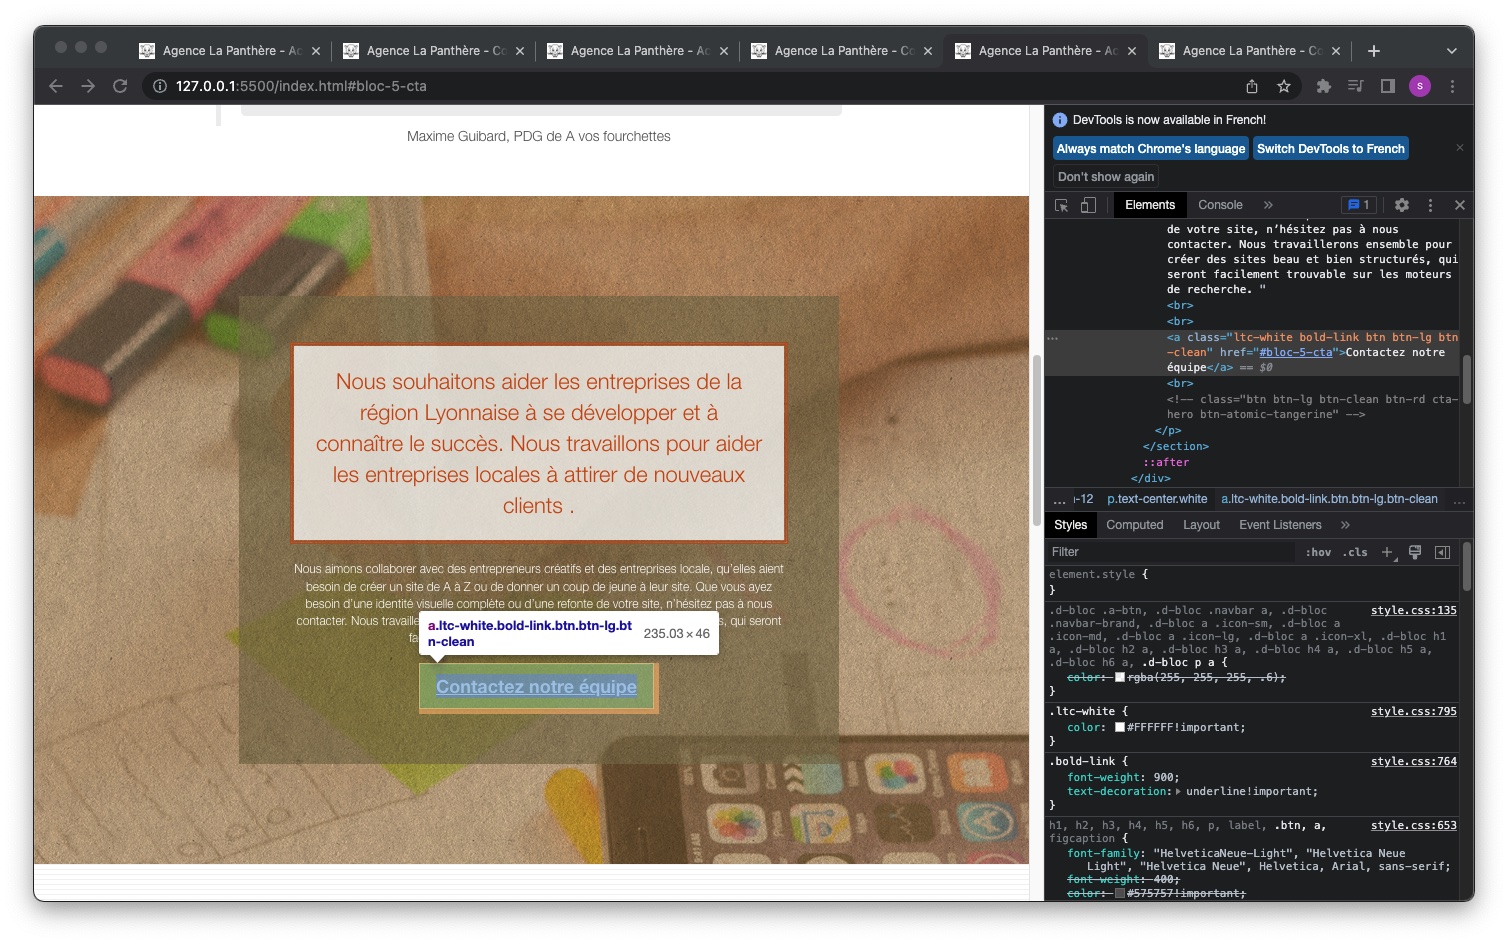 Agence La Panthère - Ac
Agence La Panthère - Co
Agence La Panthère - Ac
Agence La Panthère - Co
Agence La Panthère - Ac
Agence La Panthère - Co
127.0.0.1:5500/index.html#bloc-5-cta
S
Maxime Guibard, PDG de A vos fourchettes
Nous souhaitons aider les entreprises de la
région Lyonnaise à se développer et à
connaître le succès. Nous travaillons pour aider
les entreprises locales à attirer de nouveaux
clients .
Nous aimons collaborer avec des entrepreneurs créatifs et des entreprises locale, qu'elles aient
besoin de créer un site de A à Z ou de donner un coup de jeune à leur site. Que vous ayez
besoin d'une identité visuelle complète ou d'une refonte de votre site, n'hésitez pas à nous
contacter. Nous travaille
s, qui seront
fa
a.ltc-white.bold-link.btn.btn-lg.bt
n-clean
235.03 × 46
Contactez notre équipe
DevTools is now available in French!
Always match Chrome's language
Switch DevTools to French
Don't show again
Elements
Console
»
1
de votre site, n'hésitez pas à nous
contacter. Nous travaillerons ensemble pour
créer des sites beau et bien structurés, qui
seront facilement trouvable sur les moteurs
de recherche. "
<br>
<br>
<a class="ltc-white bold-link btn btn-lg btn
-clean" href="#bloc-5-cta">Contactez notre
équipe</a> == $0
<br>
<!-- class="btn btn-lg btn-clean btn-rd cta-
hero btn-atomic-tangerine" -->
</p>
</section>
::after
</div>
... -12 p.text-center.white a.ltc-white.bold-link.btn.btn-lg.btn-clean ...
Styles
Computed
Layout
Event Listeners
»
Filter
:hov .cls
element.style {
}
.d-bloc .a-btn, .d-bloc .navbar a, .d-bloc style.css:135
.navbar-brand, .d-bloc a .icon-sm, .d-bloc a
.icon-md, .d-bloc a .icon-lg, .d-bloc a .icon-xl, .d-bloc h1
a, .d-bloc h2 a, .d-bloc h3 a, .d-bloc h4 a, .d-bloc h5 a,
.d-bloc h6 a, .d-bloc p a {
color: rgba(255, 255, 255, .6);
}
.ltc-white { style.css:795
color: #FFFFFF!important;
}
.bold-link { style.css:764
font-weight: 900;
text-decoration: underline!important;
}
h1, h2, h3, h4, h5, h6, p, label, .btn, a, style.css:653
figcaption {
font-family: "HelveticaNeue-Light", "Helvetica Neue
Light", "Helvetica Neue", Helvetica, Arial, sans-serif;
font-weight: 400;
color: #575757!important;